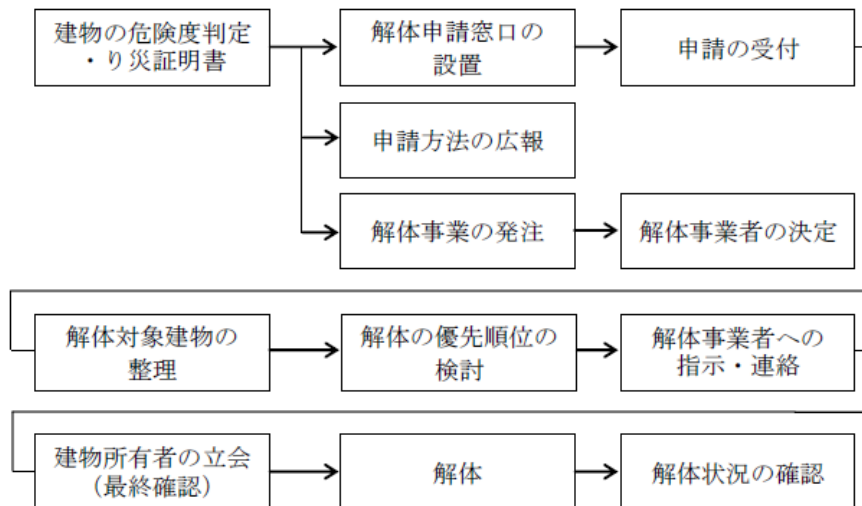 建物の危険度判定
・り災証明書
解体申請窓口の
設置
申請の受付
申請方法の広報
解体事業の発注
解体事業者の決定
解体対象建物の
整理
解体の優先順位の
検討
解体事業者への
指示・連絡
建物所有者の立会
（最終確認）
解体
解体状況の確認